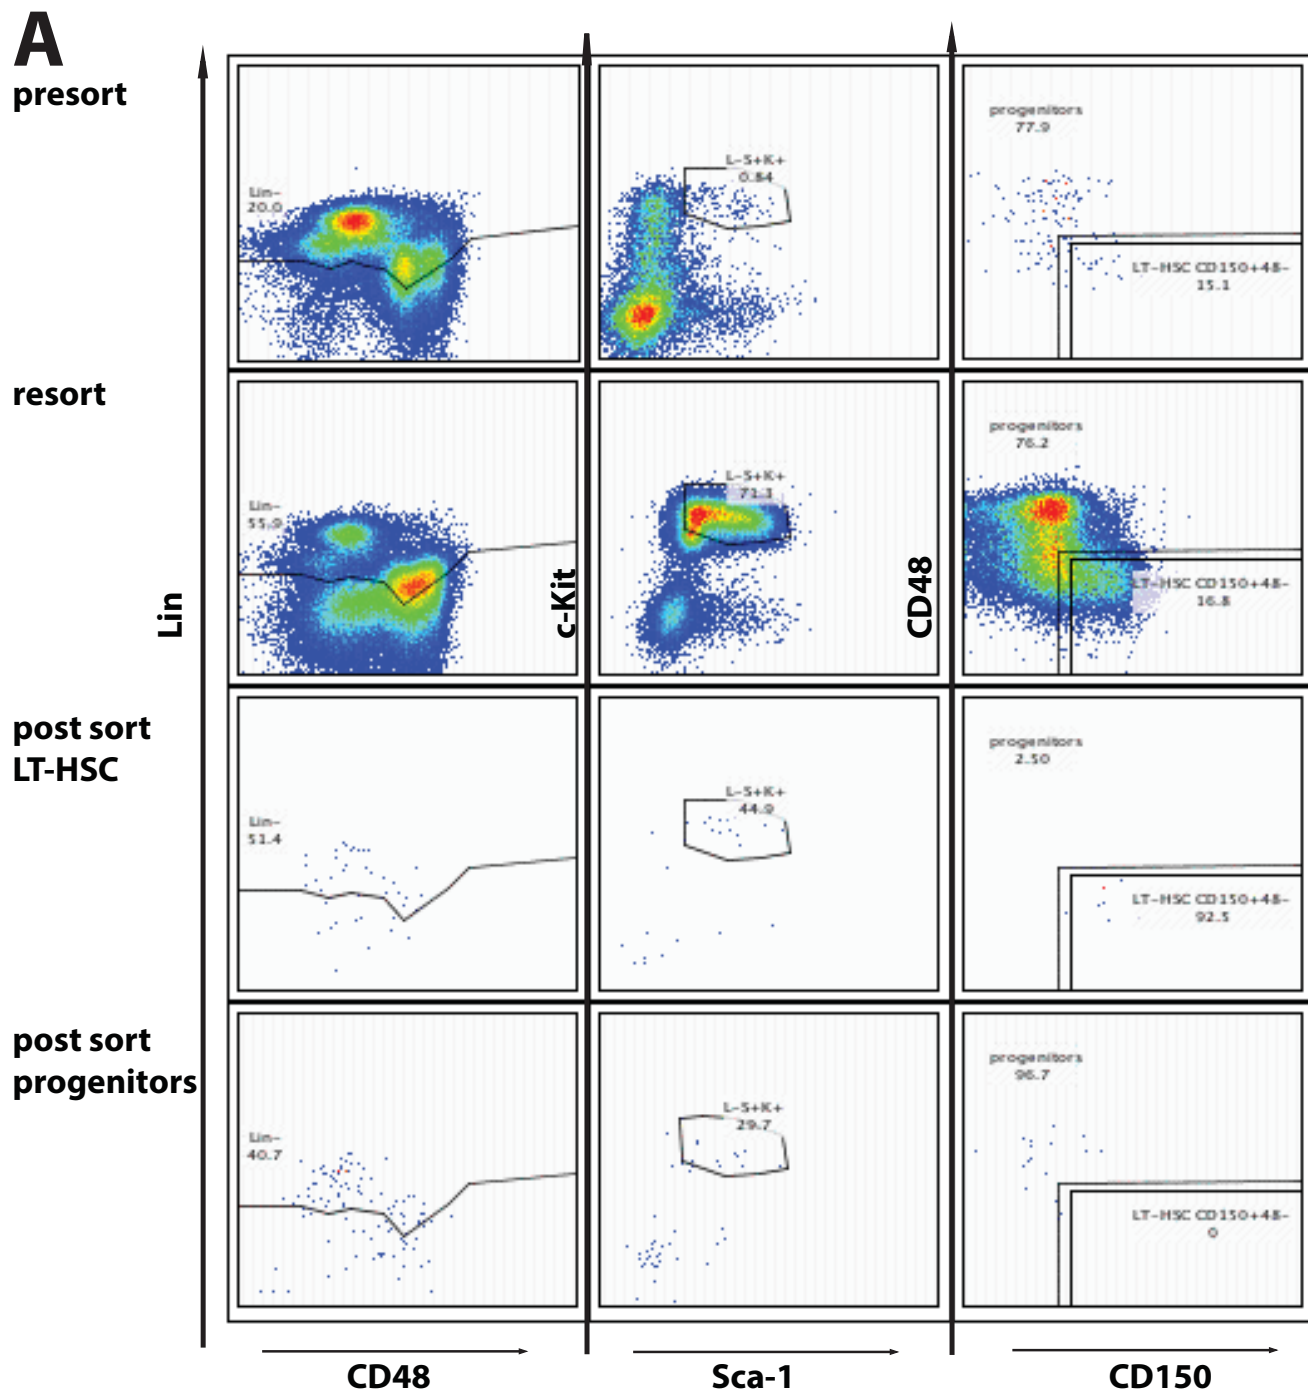 A
presort
Lin-
20.0
L-S+K+
0.84
progenitors
77.9
LT-HSC CD150+48-
15.1
resort
Lin-
55.9
L-S+K+
71.1
progenitors
76.2
LT-HSC CD150+48-
16.8
Lin
c-Kit
CD48
post sort
LT-HSC
Lin-
51.4
L-S+K+
44.9
progenitors
2.50
LT-HSC CD150+48-
92.5
post sort
progenitors
Lin-
40.7
L-S+K+
29.7
progenitors
96.7
LT-HSC CD150+48-
0
CD48
Sca-1
CD150